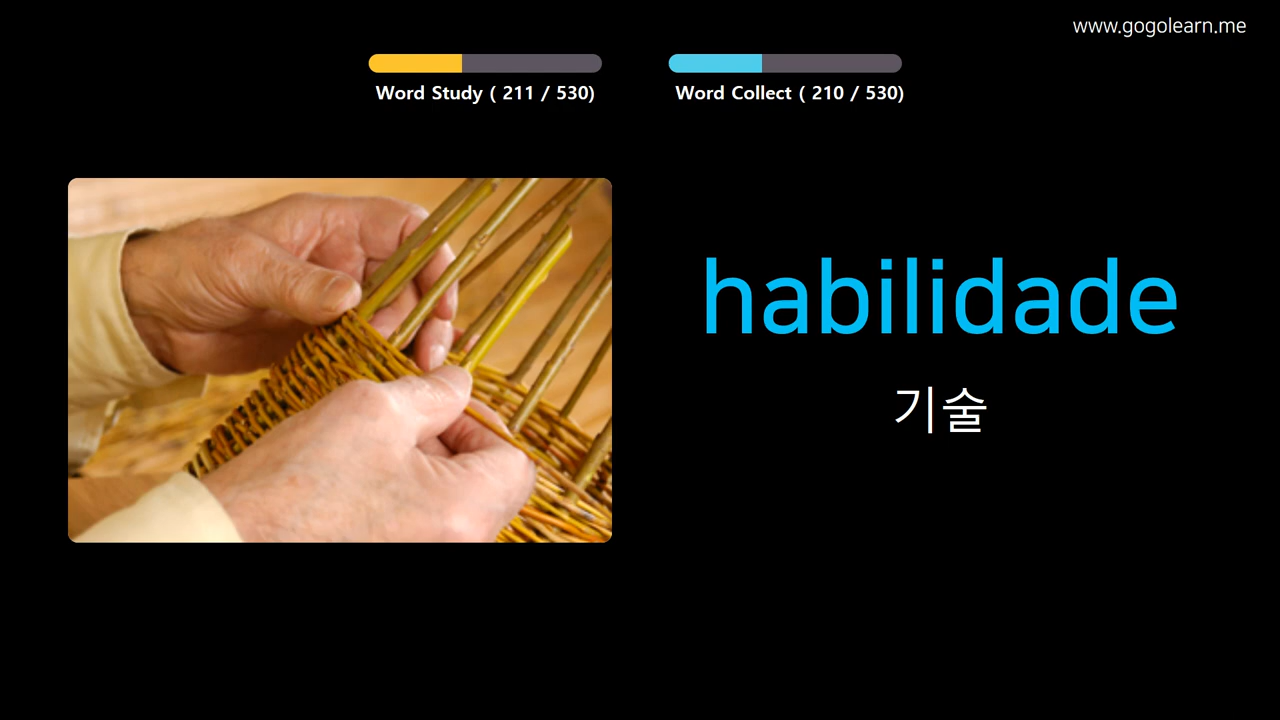 www.gogolearn.me
Word Study ( 211 / 530)
Word Collect ( 210 / 530)
habilidade
기술